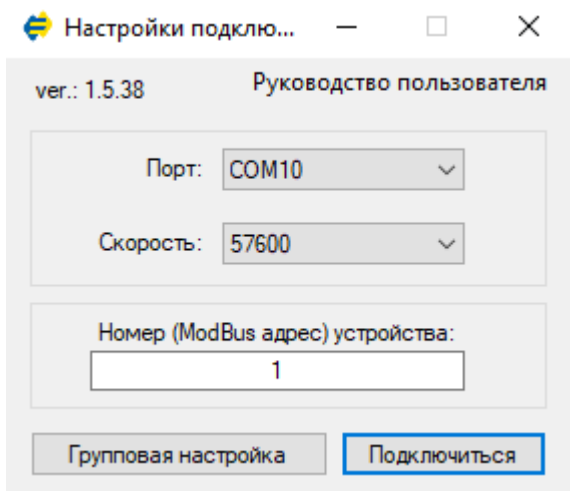 Настройки подклю...
ver.: 1.5.38 Руководство пользователя
Порт: COM10
Скорость: 57600
Номер (ModBus адрес) устройства:
1
Групповая настройка Подключиться